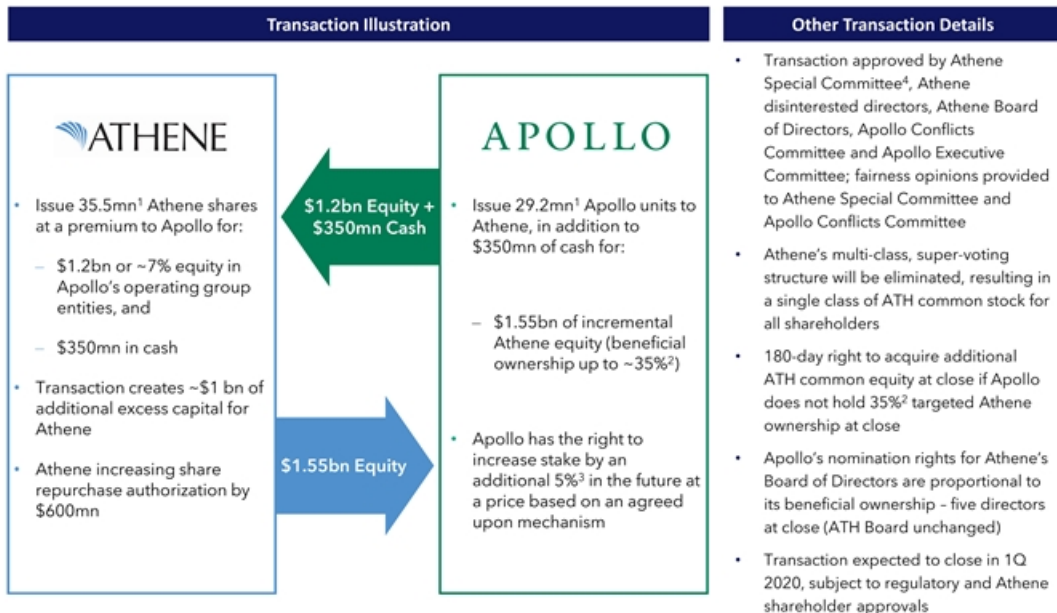 Transaction Illustration
ATHENE
• Issue 35.5mn¹ Athene shares
at a premium to Apollo for:
– $1.2bn or ~7% equity in
Apollo's operating group
entities, and
– $350mn in cash
• Transaction creates ~$1 bn of
additional excess capital for
Athene
• Athene increasing share
repurchase authorization by
$600mn
$1.2bn Equity +
$350mn Cash
$1.55bn Equity
APOLLO
• Issue 29.2mn¹ Apollo units to
Athene, in addition to
$350mn of cash for:
– $1.55bn of incremental
Athene equity (beneficial
ownership up to ~35%²)
• Apollo has the right to
increase stake by an
additional 5%³ in the future at
a price based on an agreed
upon mechanism
Other Transaction Details
• Transaction approved by Athene
Special Committee⁴, Athene
disinterested directors, Athene Board
of Directors, Apollo Conflicts
Committee and Apollo Executive
Committee; fairness opinions provided
to Athene Special Committee and
Apollo Conflicts Committee
• Athene's multi-class, super-voting
structure will be eliminated, resulting in
a single class of ATH common stock for
all shareholders
• 180-day right to acquire additional
ATH common equity at close if Apollo
does not hold 35%² targeted Athene
ownership at close
• Apollo's nomination rights for Athene's
Board of Directors are proportional to
its beneficial ownership – five directors
at close (ATH Board unchanged)
• Transaction expected to close in 1Q
2020, subject to regulatory and Athene
shareholder approvals